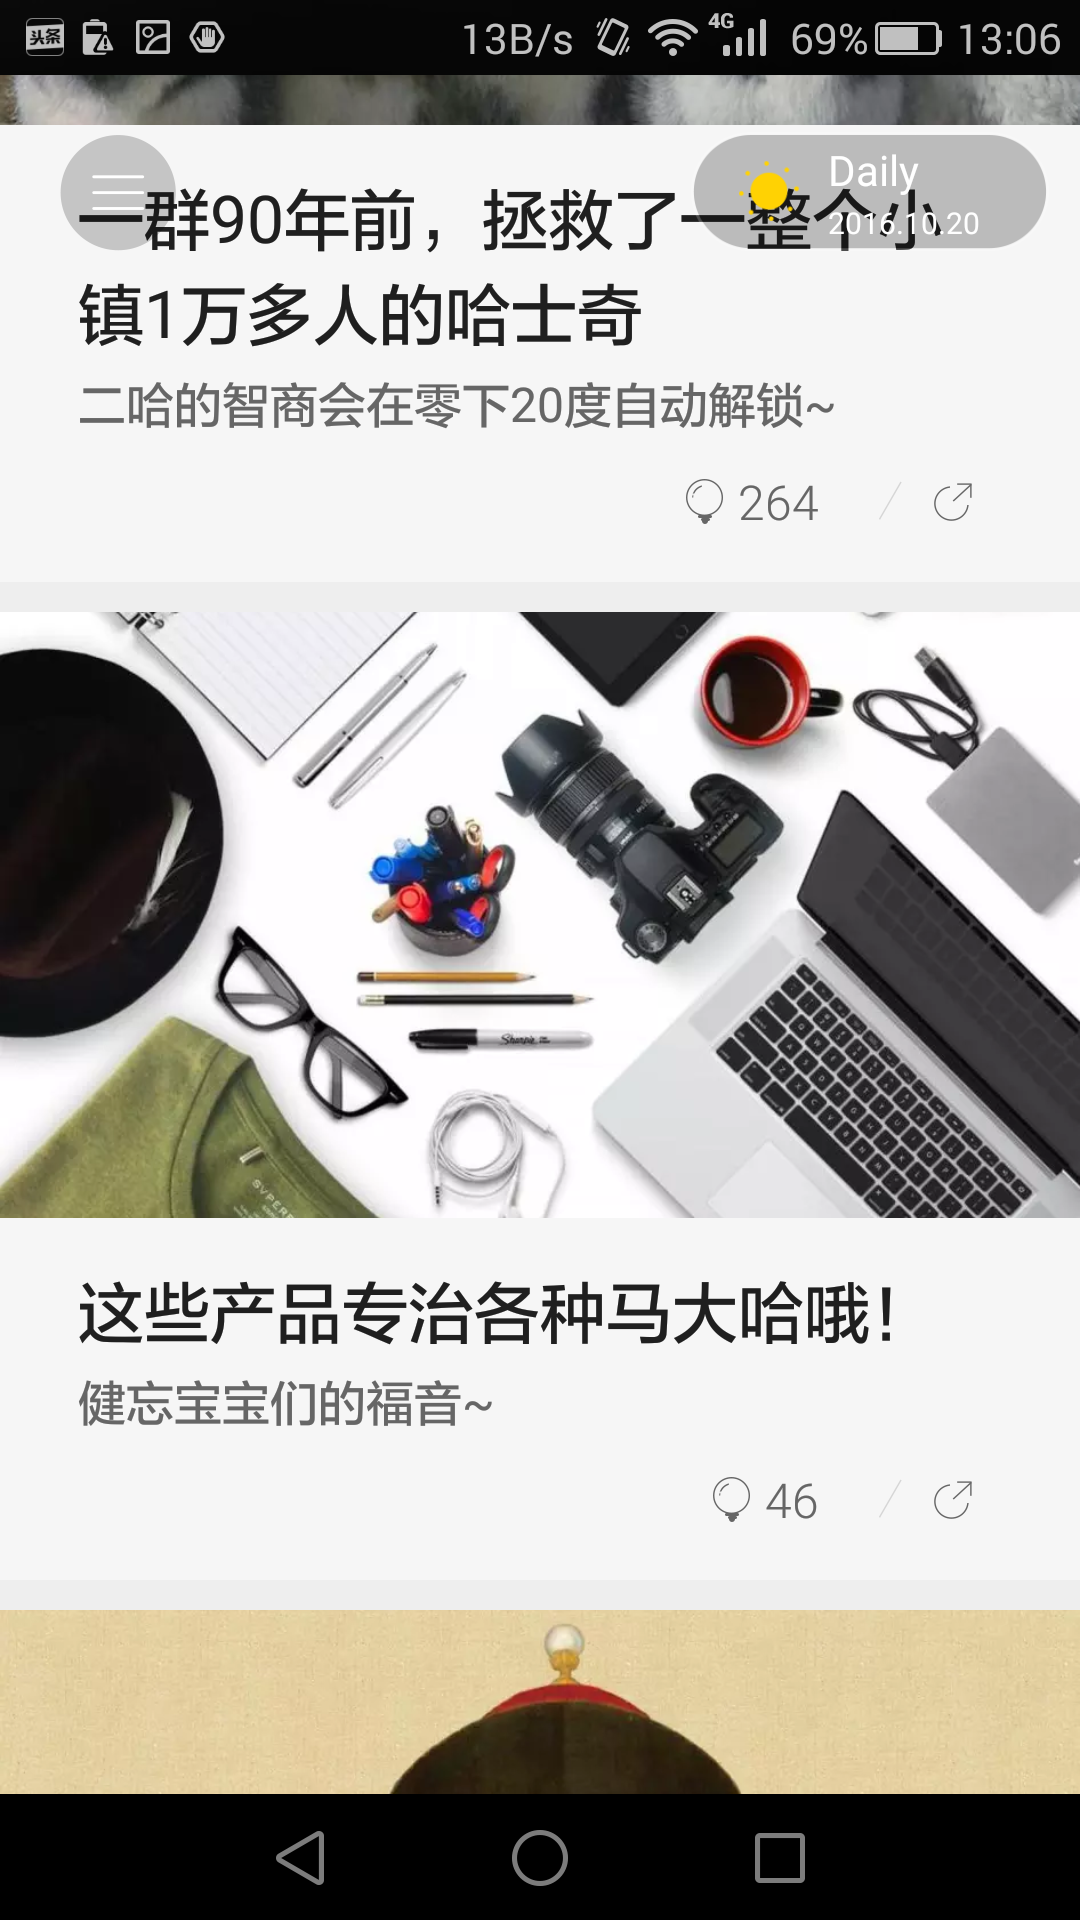 头条
13B/s
4G
69%
13:06
Daily
2016.10.20
一群90年前，拯救了一整个小
镇1万多人的哈士奇
二哈的智商会在零下20度自动解锁~
264
Sharpie
这些产品专治各种马大哈哦！
健忘宝宝们的福音~
46